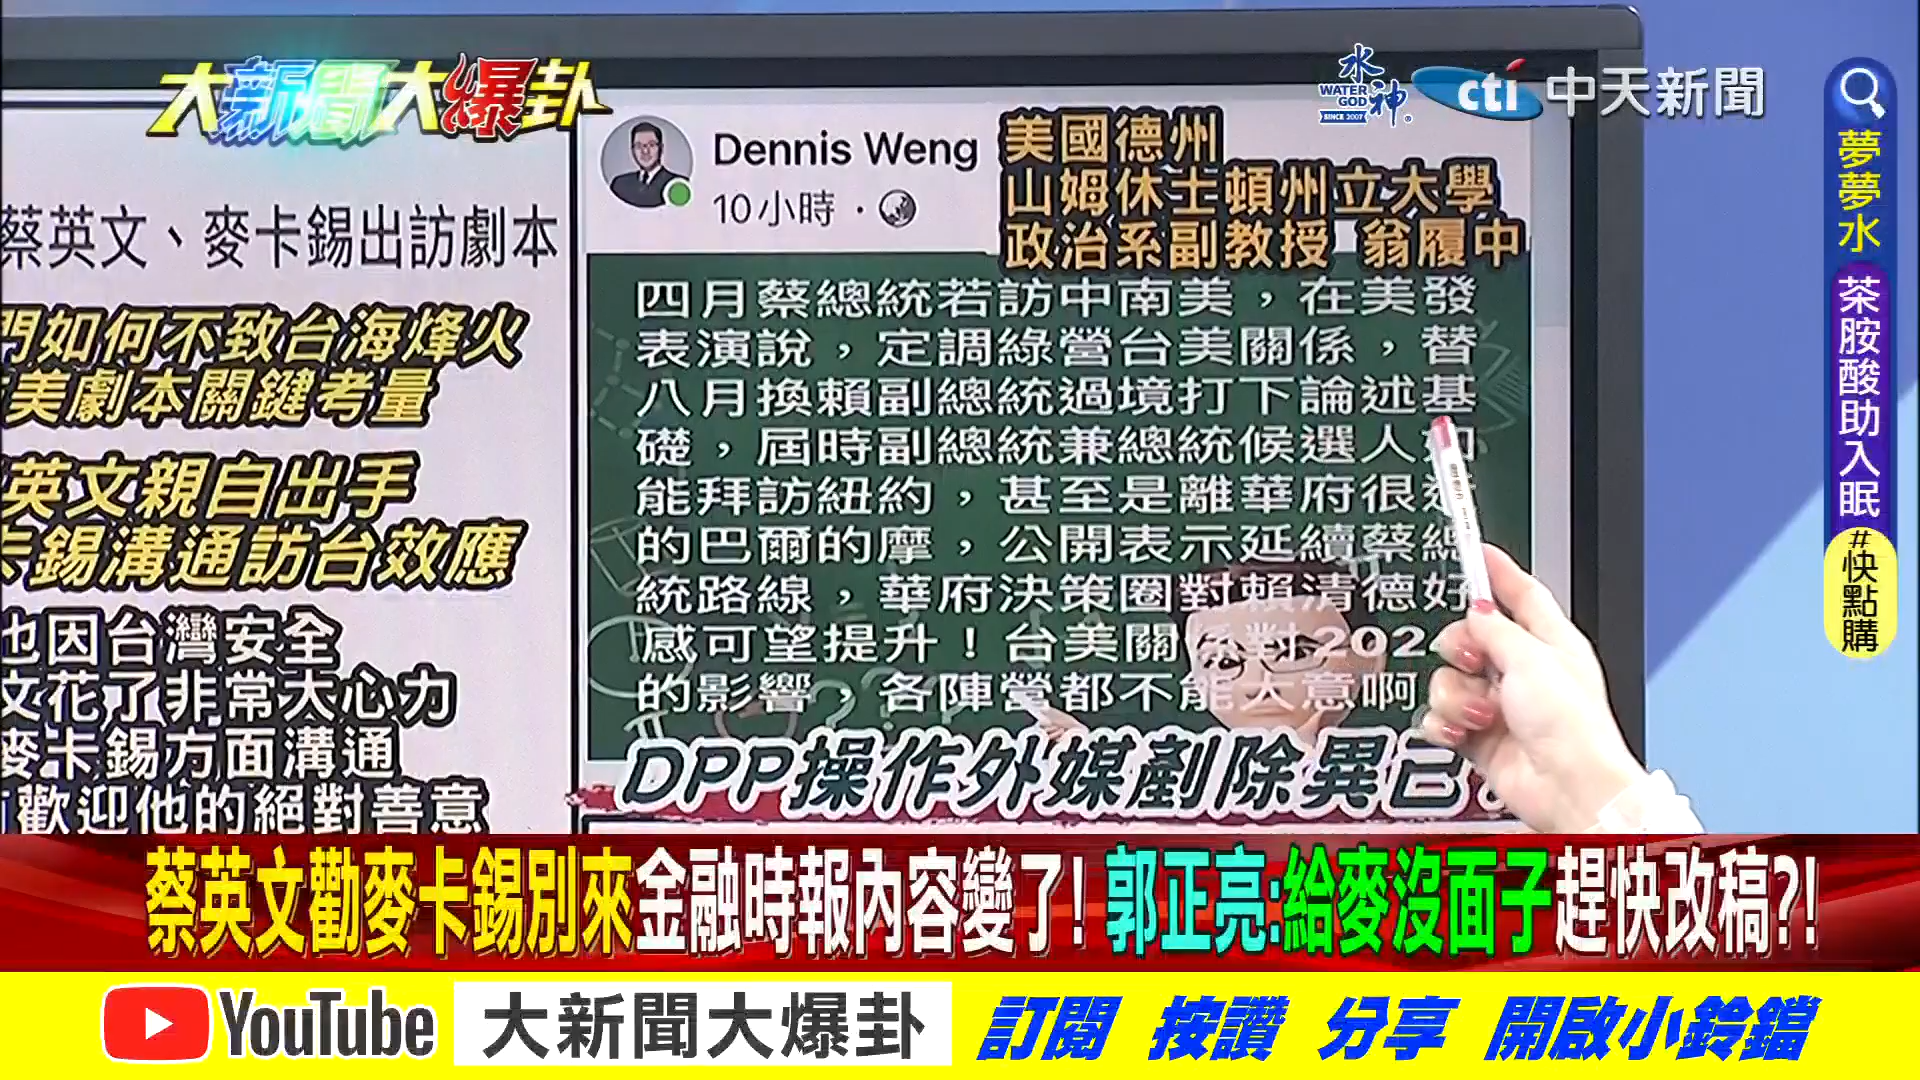 大新聞大爆卦
水神
WATER GOD
SINCE 2007
cti 中天新聞
夢夢水
茶胺酸助入眠
#快點購
蔡英文、麥卡錫出訪劇本
如何不致台海烽火
美劇本關鍵考量
英文親自出手
卡錫溝通訪台效應
也因台灣安全
文花了非常大心力
麥卡錫方面溝通
歡迎他的絕對善意
Dennis Weng
10小時 ·
美國德州
山姆休士頓州立大學
政治系副教授 翁履中
四月蔡總統若訪中南美，在美發
表演說，定調綠營台美關係，替
八月換賴副總統過境打下論述基
礎，屆時副總統兼總統候選人如
能拜訪紐約，甚至是離華府很近
的巴爾的摩，公開表示延續蔡總
統路線，華府決策圈對賴清德好
感可望提升！台美關係對2024
的影響，各陣營都不能大意啊
DPP操作外媒剷除異己
蔡英文勸麥卡錫別來金融時報內容變了! 郭正亮:給麥沒面子趕快改稿?!
YouTube 大新聞大爆卦 訂閱 按讚 分享 開啟小鈴鐺